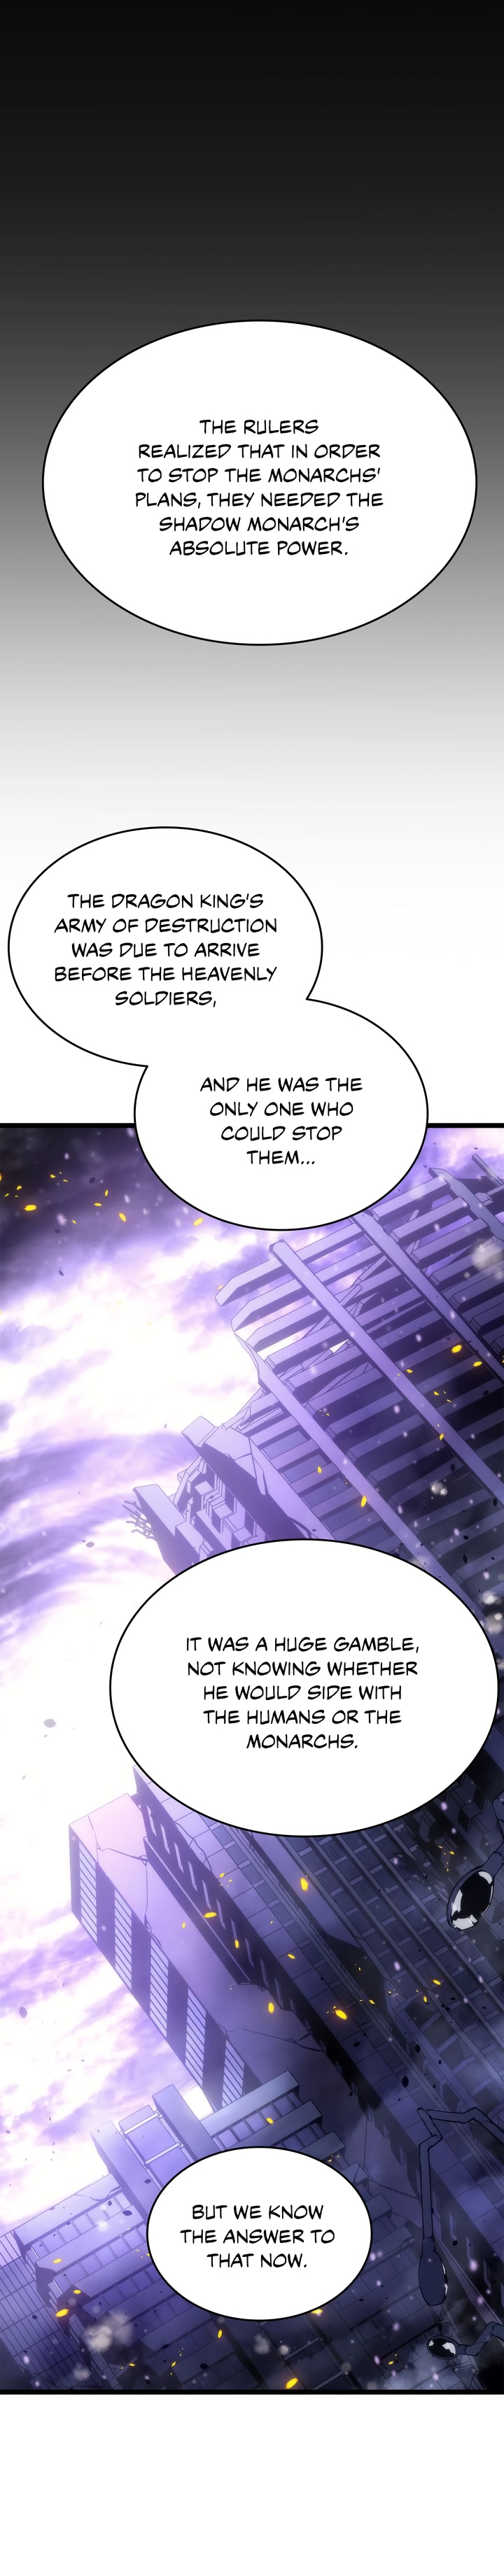 THE RULERS
REALIZED THAT IN ORDER
TO STOP THE MONARCHS'
PLANS, THEY NEEDED THE
SHADOW MONARCH'S
ABSOLUTE POWER.
THE DRAGON KING'S
ARMY OF DESTRUCTION
WAS DUE TO ARRIVE
BEFORE THE HEAVENLY
SOLDIERS,
AND HE WAS THE
ONLY ONE WHO
COULD STOP
THEM...
IT WAS A HUGE GAMBLE,
NOT KNOWING WHETHER
HE WOULD SIDE WITH
THE HUMANS OR THE
MONARCHS.
BUT WE KNOW
THE ANSWER TO
THAT NOW.